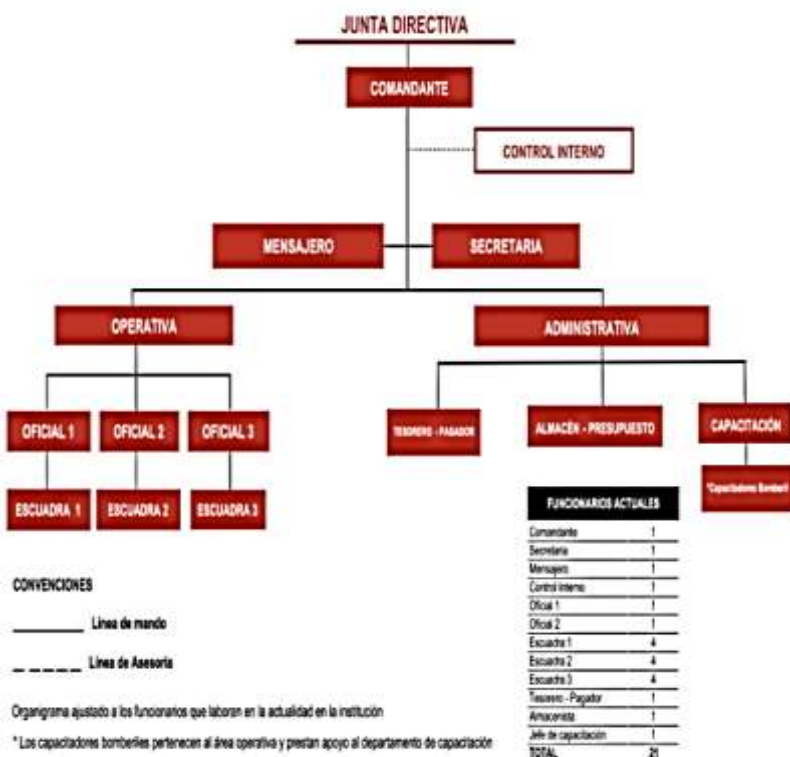 JUNTA DIRECTIVA
COMANDANTE
CONTROL INTERNO
MENSAJERO
SECRETARIA
OPERATIVA
ADMINISTRATIVA
OFICIAL 1
OFICIAL 2
OFICIAL 3
TESORERO - PAGADOR
ALMACÉN - PRESUPUESTO
CAPACITACIÓN
ESCUADRA 1
ESCUADRA 2
ESCUADRA 3
*Capacitadores Bomberil
FUNCIONARIOS ACTUALES
Comandante 1
Secretaria 1
Mensajero 1
Control Interno 1
Oficial 1 1
Oficial 2 1
Escuadra 1 4
Escuadra 2 4
Escuadra 3 4
Tesorero - Pagador 1
Almacenista 1
Jefe de capacitación 1
TOTAL 21
CONVENCIONES
Línea de mando
Línea de Asesoría
Organigrama ajustado a los funcionarios que laboran en la actualidad en la institución
* Los capacitadores bomberiles pertenecen al área operativa y prestan apoyo al departamento de capacitación